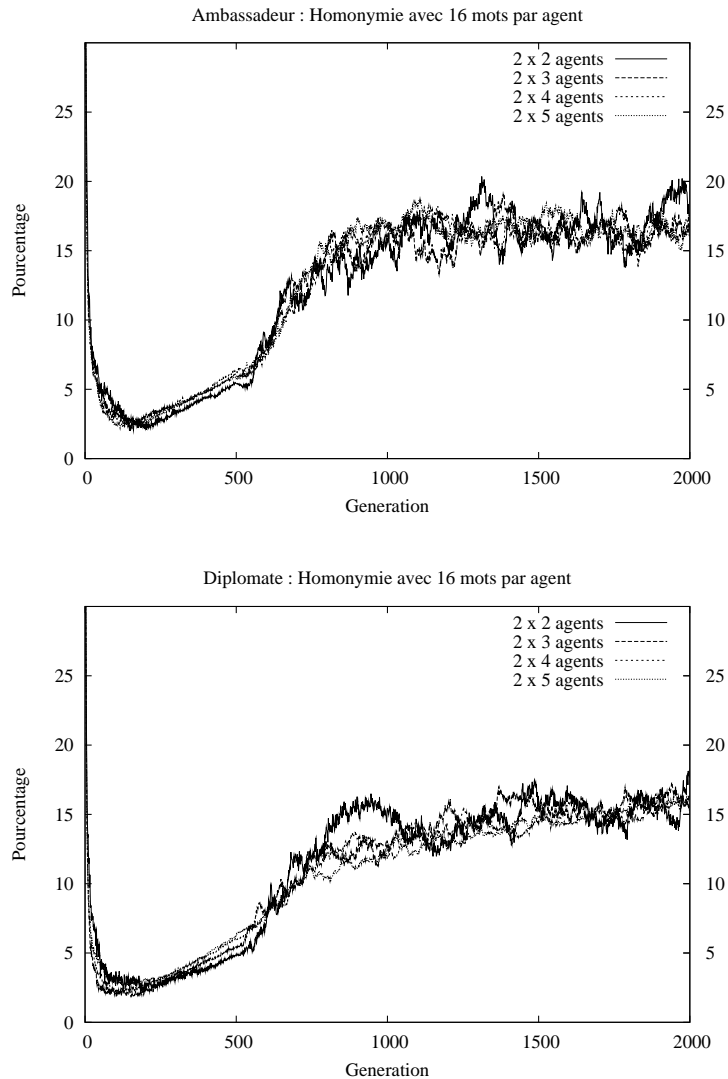 Ambassadeur : Homonymie avec 16 mots par agent
2 x 2 agents
2 x 3 agents
2 x 4 agents
2 x 5 agents
25 25
20 20
15 15
10 10
5 5
0
0 500 1000 1500 2000
Pourcentage
Generation
Diplomate : Homonymie avec 16 mots par agent
2 x 2 agents
2 x 3 agents
2 x 4 agents
2 x 5 agents
25 25
20 20
15 15
10 10
5 5
0
0 500 1000 1500 2000
Pourcentage
Generation